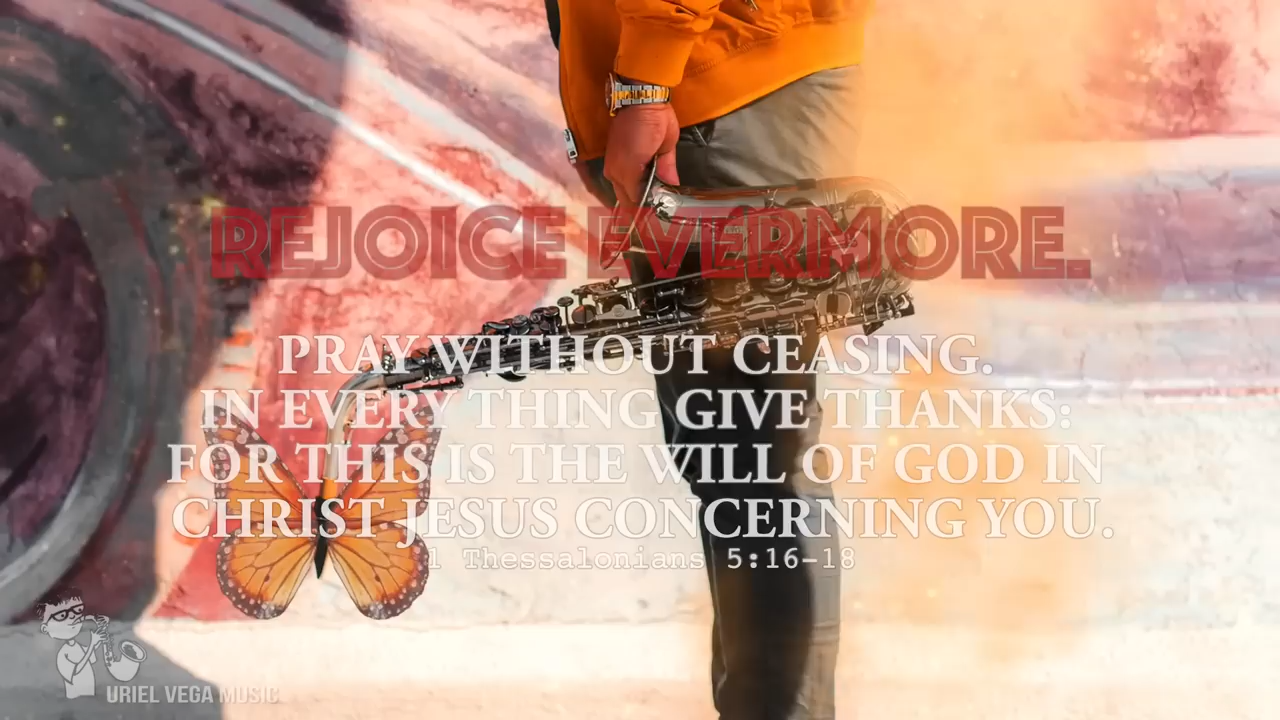 REJOICE EVERMORE.
PRAY WITHOUT CEASING.
IN EVERY THING GIVE THANKS:
FOR THIS IS THE WILL OF GOD IN
CHRIST JESUS CONCERNING YOU.
1 Thessalonians 5:16-18
URIEL VEGA MUSIC